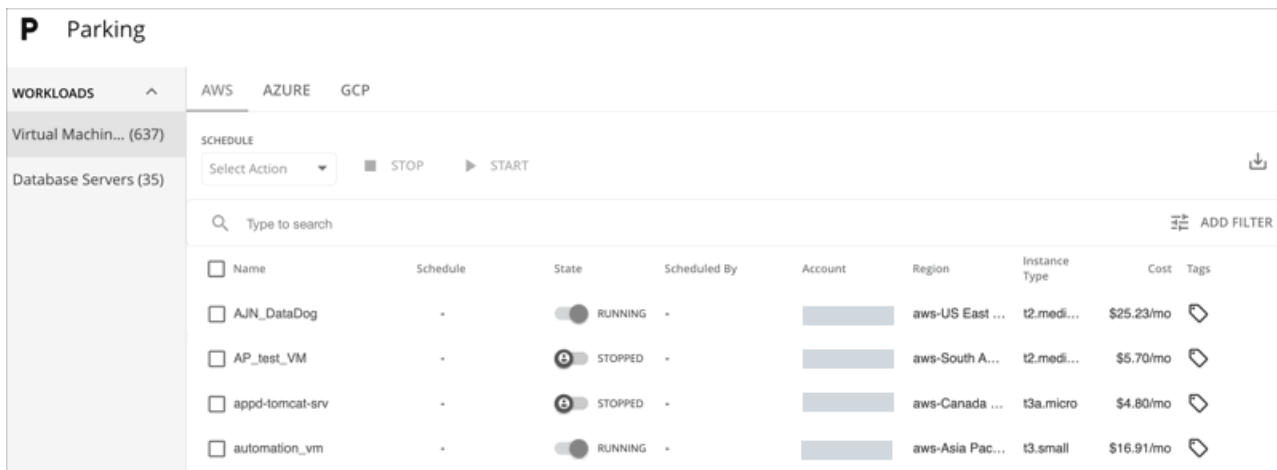 P Parking
WORKLOADS
AWS AZURE GCP
Virtual Machin... (637)
SCHEDULE
Select Action STOP START
Database Servers (35)
Type to search ADD FILTER
Name Schedule State Scheduled By Account Region Instance Type Cost Tags
AJN_DataDog - RUNNING - aws-US East ... t2.medi... $25.23/mo
AP_test_VM - STOPPED - aws-South A... t2.medi... $5.70/mo
appd-tomcat-srv - STOPPED - aws-Canada ... t3a.micro $4.80/mo
automation_vm - RUNNING - aws-Asia Pac... t3.small $16.91/mo